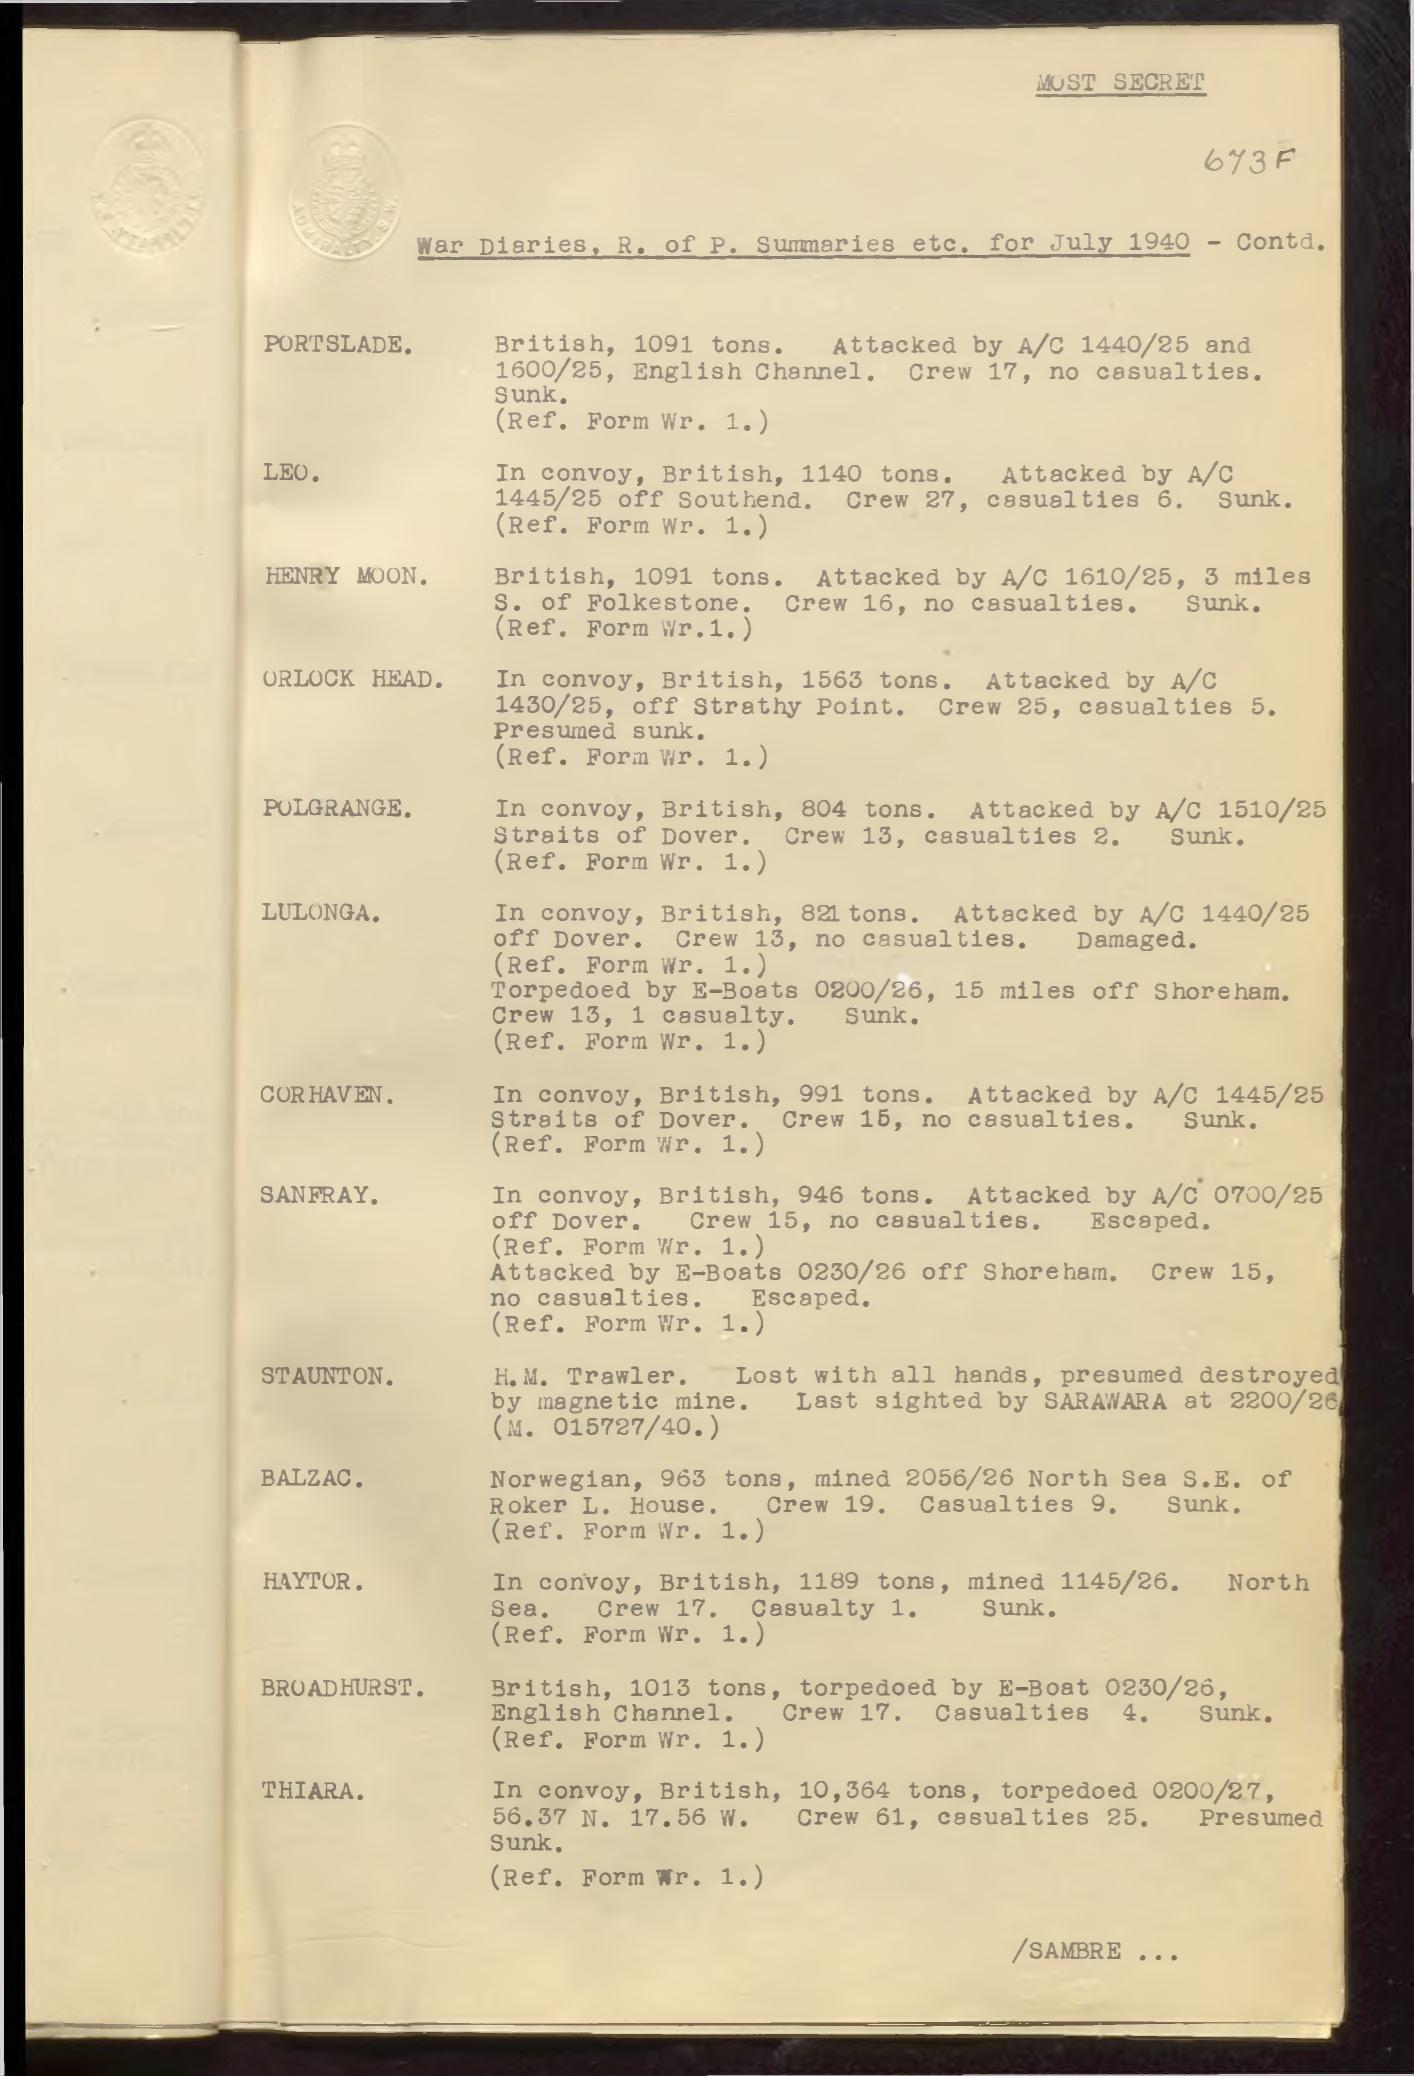 MOST SECRET
673F
ADMIRALTY. S.W.
War Diaries, R. of P. Summaries etc. for July 1940 - Contd.
PORTSLADE. British, 1091 tons. Attacked by A/C 1440/25 and
1600/25, English Channel. Crew 17, no casualties.
Sunk.
(Ref. Form Wr. 1.)
LEO. In convoy, British, 1140 tons. Attacked by A/C
1445/25 off Southend. Crew 27, casualties 6. Sunk.
(Ref. Form Wr. 1.)
HENRY MOON. British, 1091 tons. Attacked by A/C 1610/25, 3 miles
S. of Folkestone. Crew 16, no casualties. Sunk.
(Ref. Form Wr.1.)
ORLOCK HEAD. In convoy, British, 1563 tons. Attacked by A/C
1430/25, off Strathy Point. Crew 25, casualties 5.
Presumed sunk.
(Ref. Form Wr. 1.)
POLGRANGE. In convoy, British, 804 tons. Attacked by A/C 1510/25
Straits of Dover. Crew 13, casualties 2. Sunk.
(Ref. Form Wr. 1.)
LULONGA. In convoy, British, 821 tons. Attacked by A/C 1440/25
off Dover. Crew 13, no casualties. Damaged.
(Ref. Form Wr. 1.)
Torpedoed by E-Boats 0200/26, 15 miles off Shoreham.
Crew 13, 1 casualty. Sunk.
(Ref. Form Wr. 1.)
CORHAVEN. In convoy, British, 991 tons. Attacked by A/C 1445/25
Straits of Dover. Crew 15, no casualties. Sunk.
(Ref. Form Wr. 1.)
SANFRAY. In convoy, British, 946 tons. Attacked by A/C 0700/25
off Dover. Crew 15, no casualties. Escaped.
(Ref. Form Wr. 1.)
Attacked by E-Boats 0230/26 off Shoreham. Crew 15,
no casualties. Escaped.
(Ref. Form Wr. 1.)
STAUNTON. H.M. Trawler. Lost with all hands, presumed destroyed
by magnetic mine. Last sighted by SARAWARA at 2200/26
(M. 015727/40.)
BALZAC. Norwegian, 963 tons, mined 2056/26 North Sea S.E. of
Roker L. House. Crew 19. Casualties 9. Sunk.
(Ref. Form Wr. 1.)
HAYTOR. In convoy, British, 1189 tons, mined 1145/26. North
Sea. Crew 17. Casualty 1. Sunk.
(Ref. Form Wr. 1.)
BROADHURST. British, 1013 tons, torpedoed by E-Boat 0230/26,
English Channel. Crew 17. Casualties 4. Sunk.
(Ref. Form Wr. 1.)
THIARA. In convoy, British, 10,364 tons, torpedoed 0200/27,
56.37 N. 17.56 W. Crew 61, casualties 25. Presumed
Sunk.
(Ref. Form Wr. 1.)
/SAMBRE ...